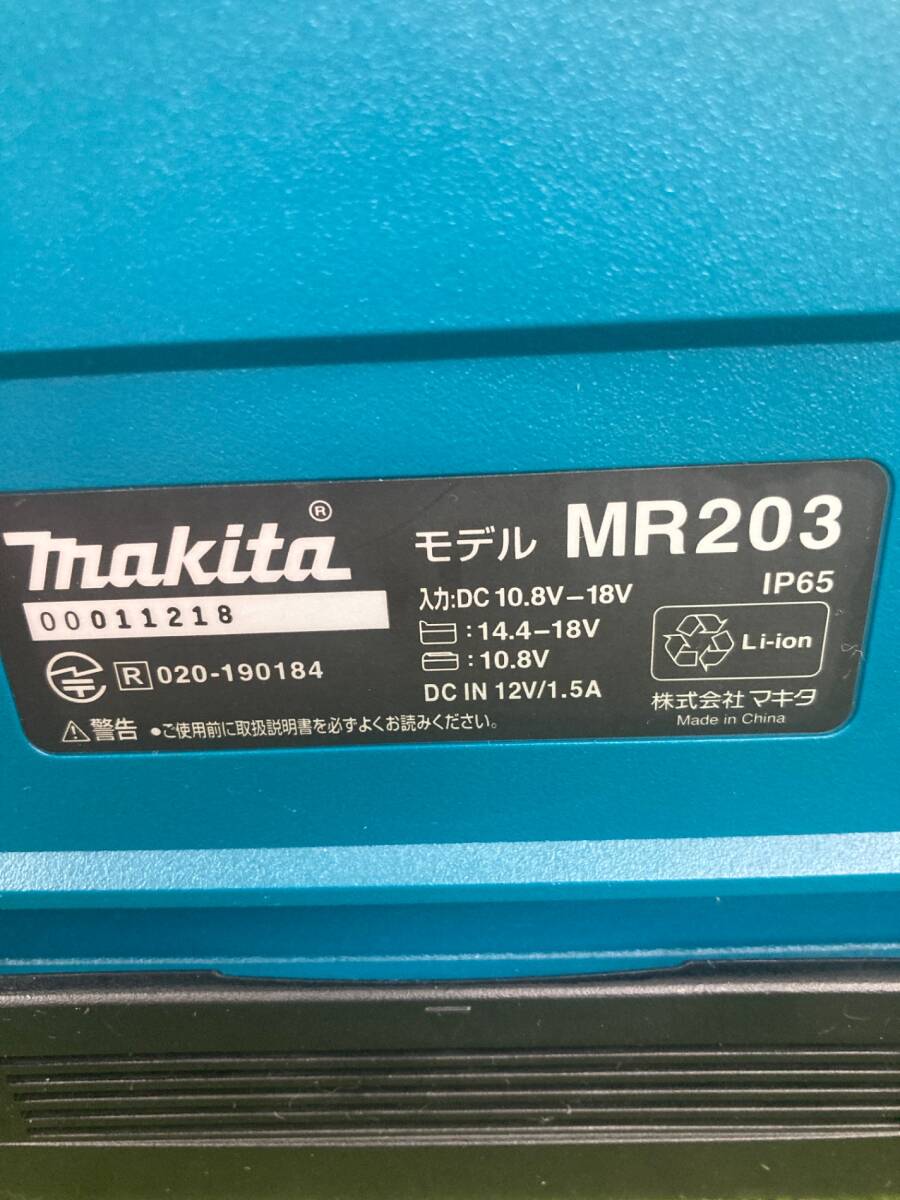 makita®
00011218
R 020-190184
⚠警告 ●ご使用前に取扱説明書を必ずよくお読みください。
モデル MR203
IP65
入力:DC 10.8V-18V
:14.4-18V
:10.8V
DC IN 12V/1.5A
Li-ion
株式会社 マキタ
Made in China